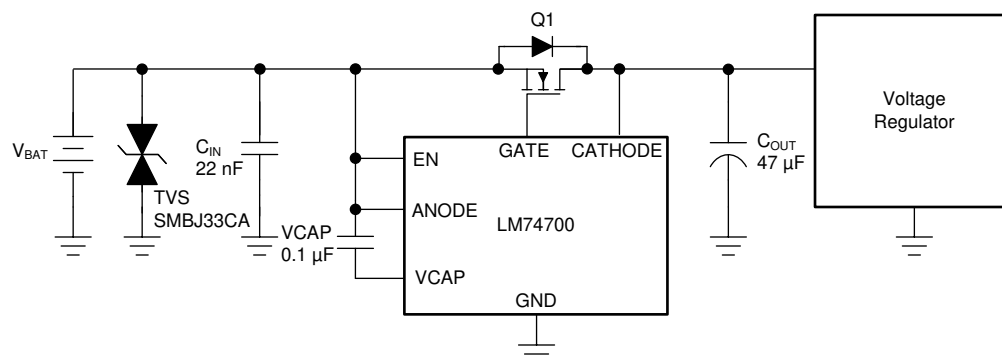 Q1
Voltage
Regulator
VBAT
CIN
22 nF
TVS
SMBJ33CA
EN
GATE
CATHODE
COUT
47 µF
ANODE
LM74700
VCAP
0.1 µF
VCAP
GND